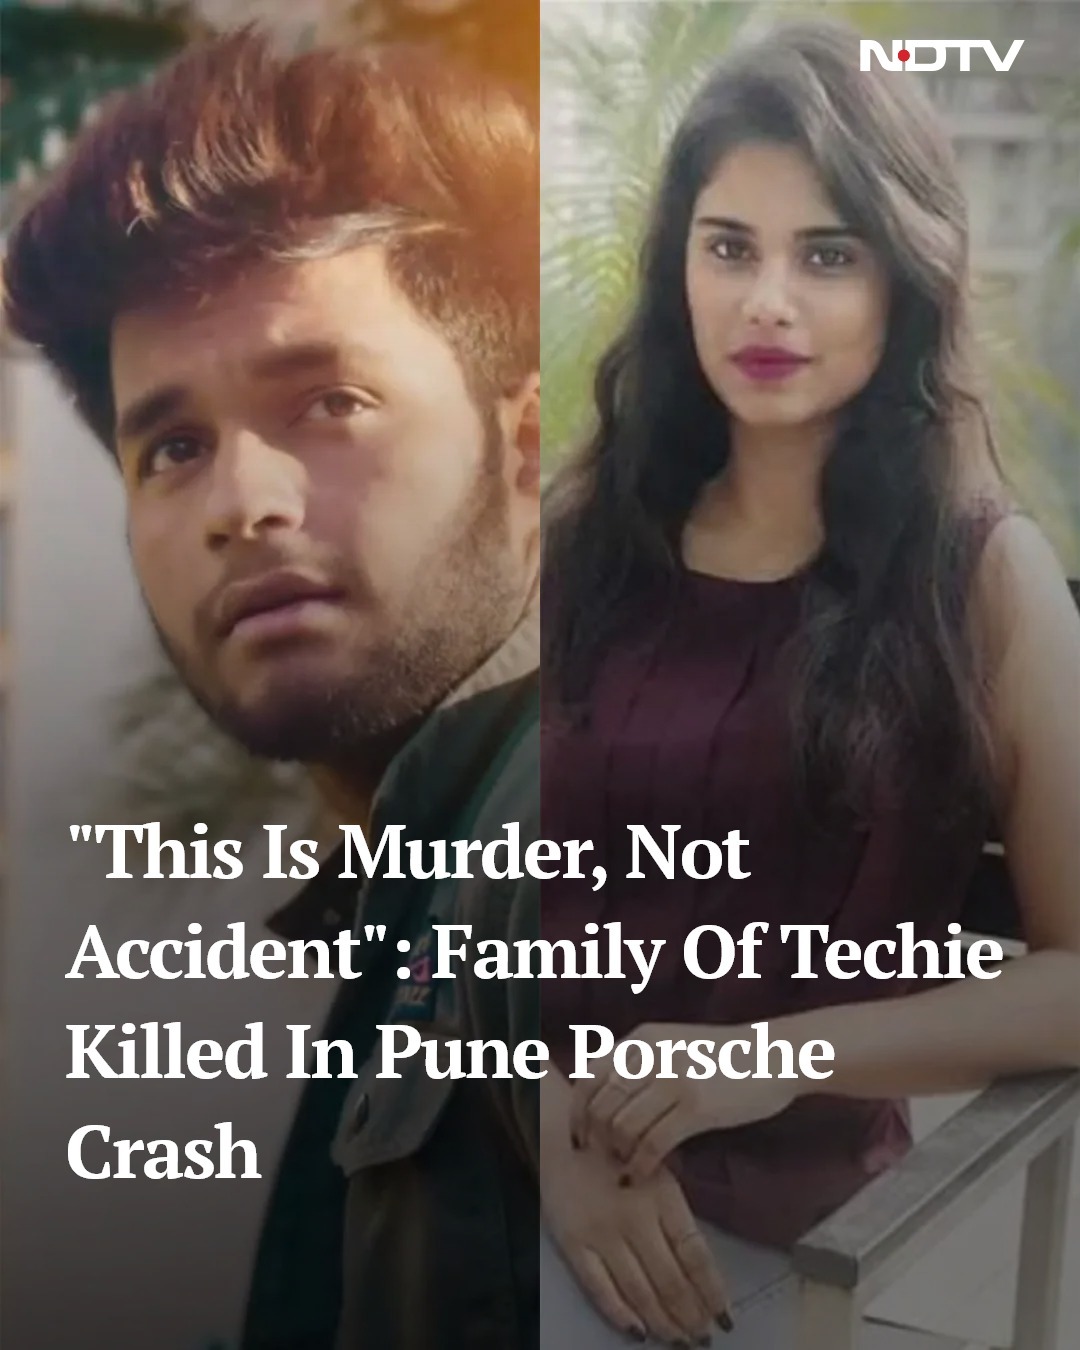 NDTV
"This Is Murder, Not
Accident": Family Of Techie
Killed In Pune Porsche
Crash